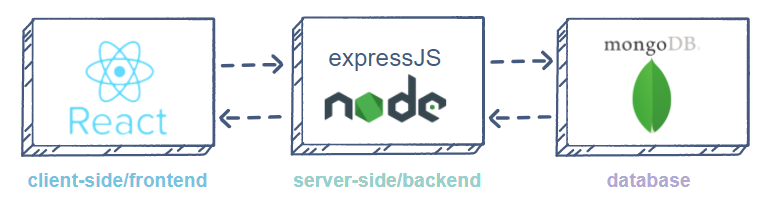 React
expressJS
node
mongoDB.
client-side/frontend
server-side/backend
database